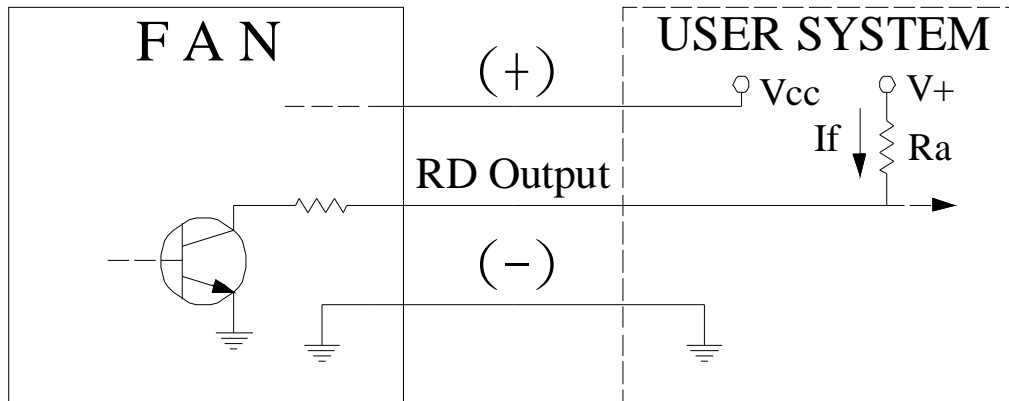 F A N
USER SYSTEM
(+)
Vcc
V+
If
Ra
RD Output
(-)